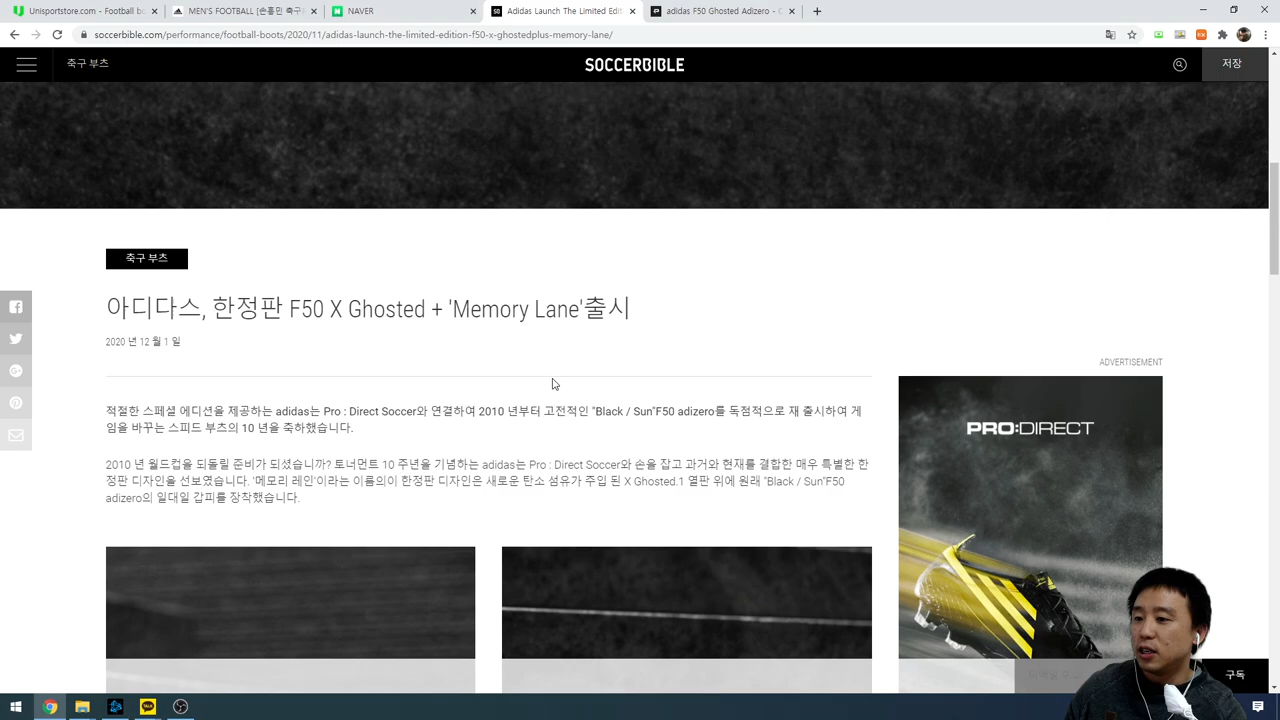 Unisportstore.com - Football bo
MEN'S FOOTBALL [손흥민 축구
NAVER
Adidas Launch The Limited Edit
adidas F50 Ghosted Adizero - C
soccerbible.com/performance/football-boots/2020/11/adidas-launch-the-limited-edition-f50-x-ghostedplus-memory-lane/
축구 부츠
SOCCERBIBLE
저장
축구 부츠
아디다스, 한정판 F50 X Ghosted + 'Memory Lane'출시
2020 년 12 월 1 일
ADVERTISEMENT
적절한 스페셜 에디션을 제공하는 adidas는 Pro : Direct Soccer와 연결하여 2010 년부터 고전적인 "Black / Sun"F50 adizero를 독점적으로 재 출시하여 게
임을 바꾸는 스피드 부츠의 10 년을 축하했습니다.
PRO:DIRECT
2010 년 월드컵을 되돌릴 준비가 되셨습니까? 토너먼트 10 주년을 기념하는 adidas는 Pro : Direct Soccer와 손을 잡고 과거와 현재를 결합한 매우 특별한 한
정판 디자인을 선보였습니다. '메모리 레인'이라는 이름의이 한정판 디자인은 새로운 탄소 섬유가 주입 된 X Ghosted.1 열판 위에 원래 "Black / Sun"F50
adizero의 일대일 갑피를 장착했습니다.
구독
TALK